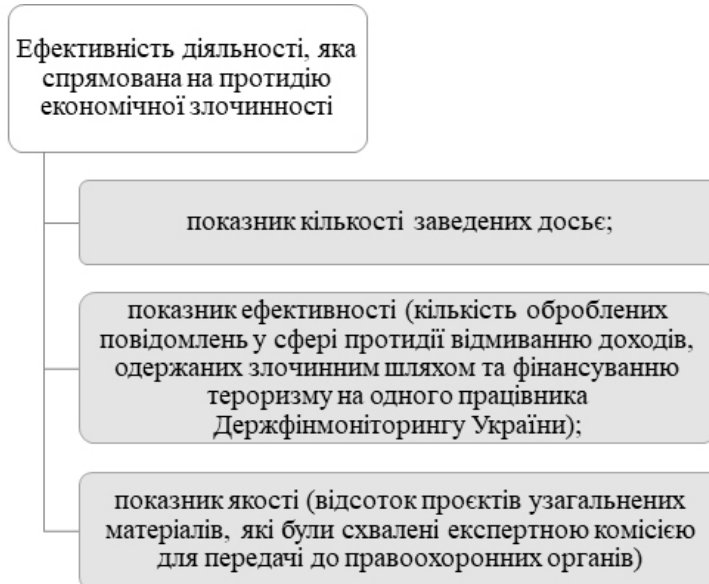 Ефективність діяльності, яка
спрямована на протидію
економічної злочинності
показник кількості заведених досьє;
показник ефективності (кількість оброблених
повідомлень у сфері протидії відмиванню доходів,
одержаних злочинним шляхом та фінансуванню
тероризму на одного працівника
Держфінмоніторингу України);
показник якості (відсоток проєктів узагальнених
матеріалів, які були схвалені експертною комісією
для передачі до правоохоронних органів)